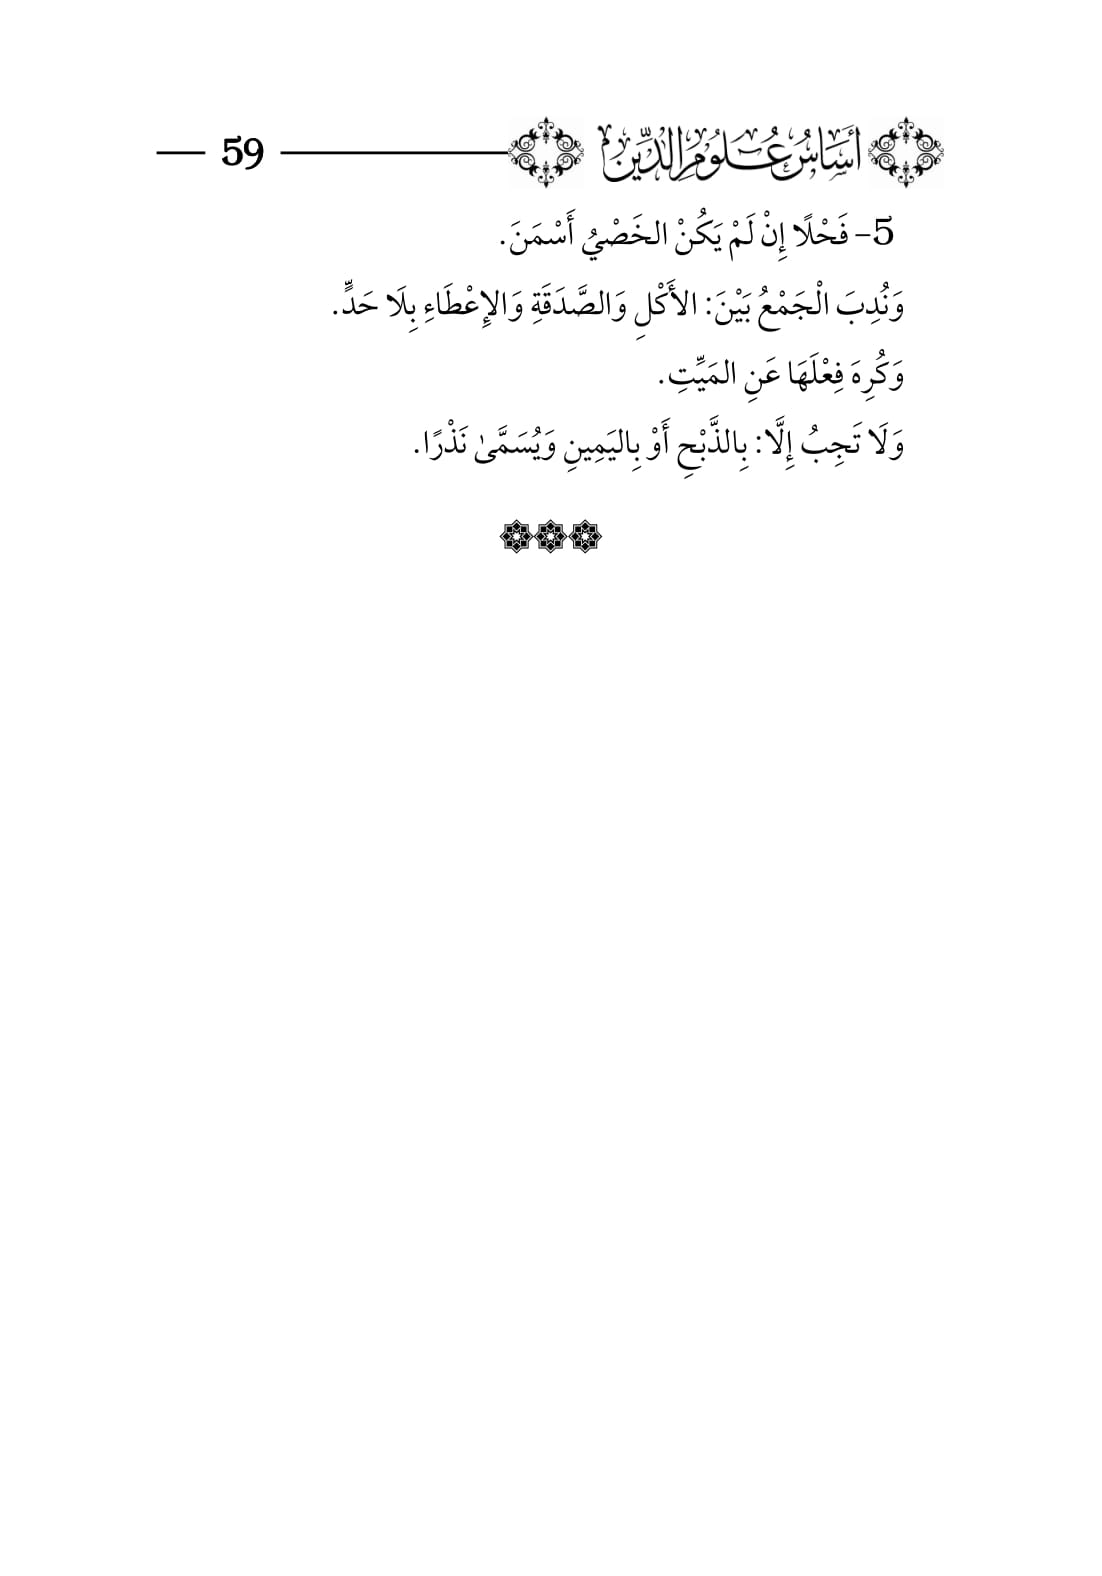 أَسَاسُ عُلُومِ الدِّينِ 59
5- فَحْلًا إِنْ لَمْ يَكُنْ الخَصْيُ أَسْمَنَ.
وَنُدِبَ الْجَمْعُ بَيْنَ: الأَكْلِ وَالصَّدَقَةِ وَالإِعْطَاءِ بِلَا حَدٍّ.
وَكُرِهَ فِعْلَهَا عَنِ المَيِّتِ.
وَلَا تَجِبُ إِلَّا: بِالذَّبْحِ أَوْ بِاليَمِينِ وَيُسَمَّىٰ نَذْرًا.